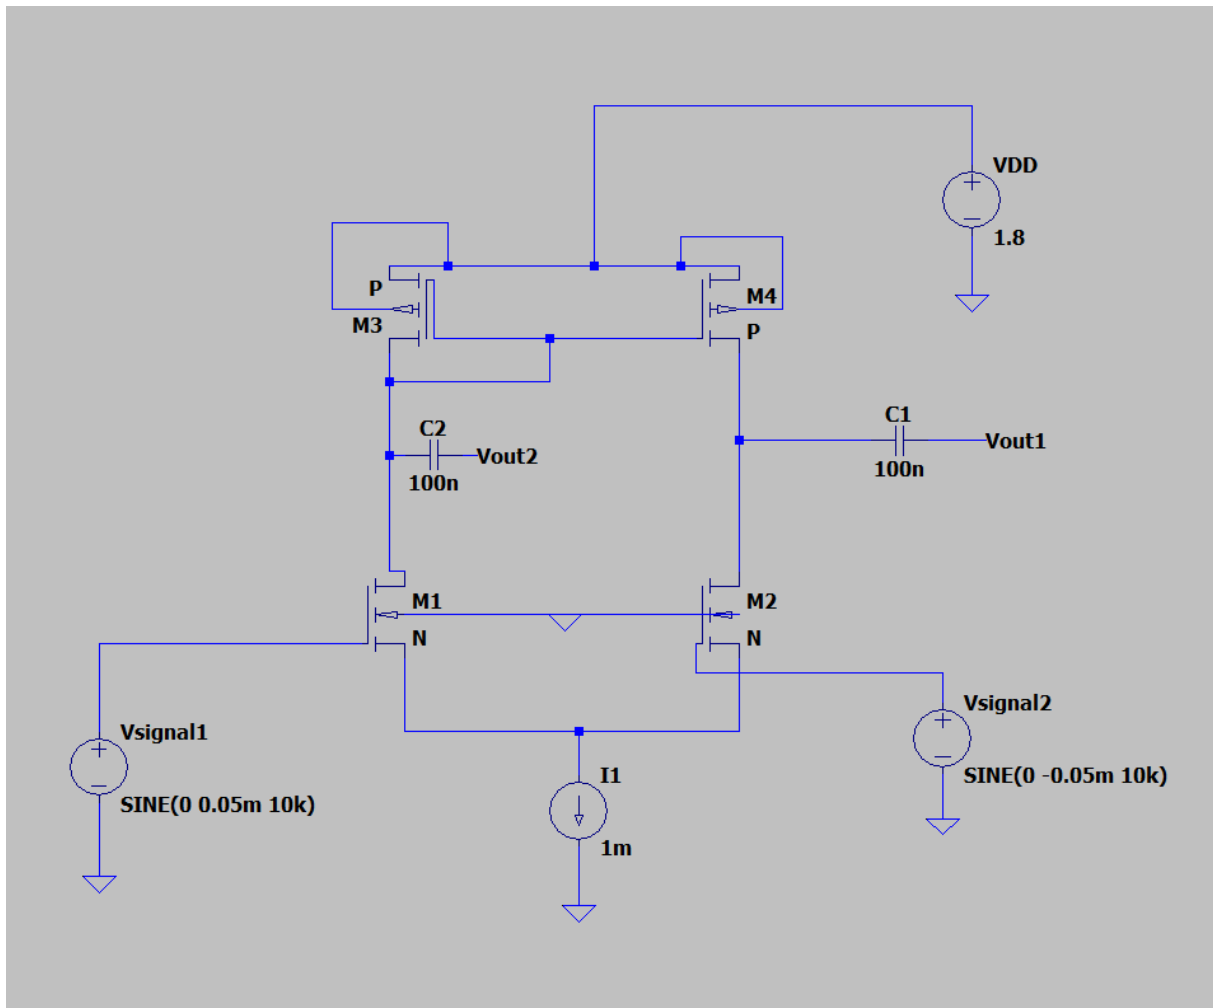 VDD
1.8
P
M3
M4
P
C1
Vout1
100n
C2
Vout2
100n
M1
N
M2
N
Vsignal1
SINE(0 0.05m 10k)
Vsignal2
SINE(0 -0.05m 10k)
I1
1m